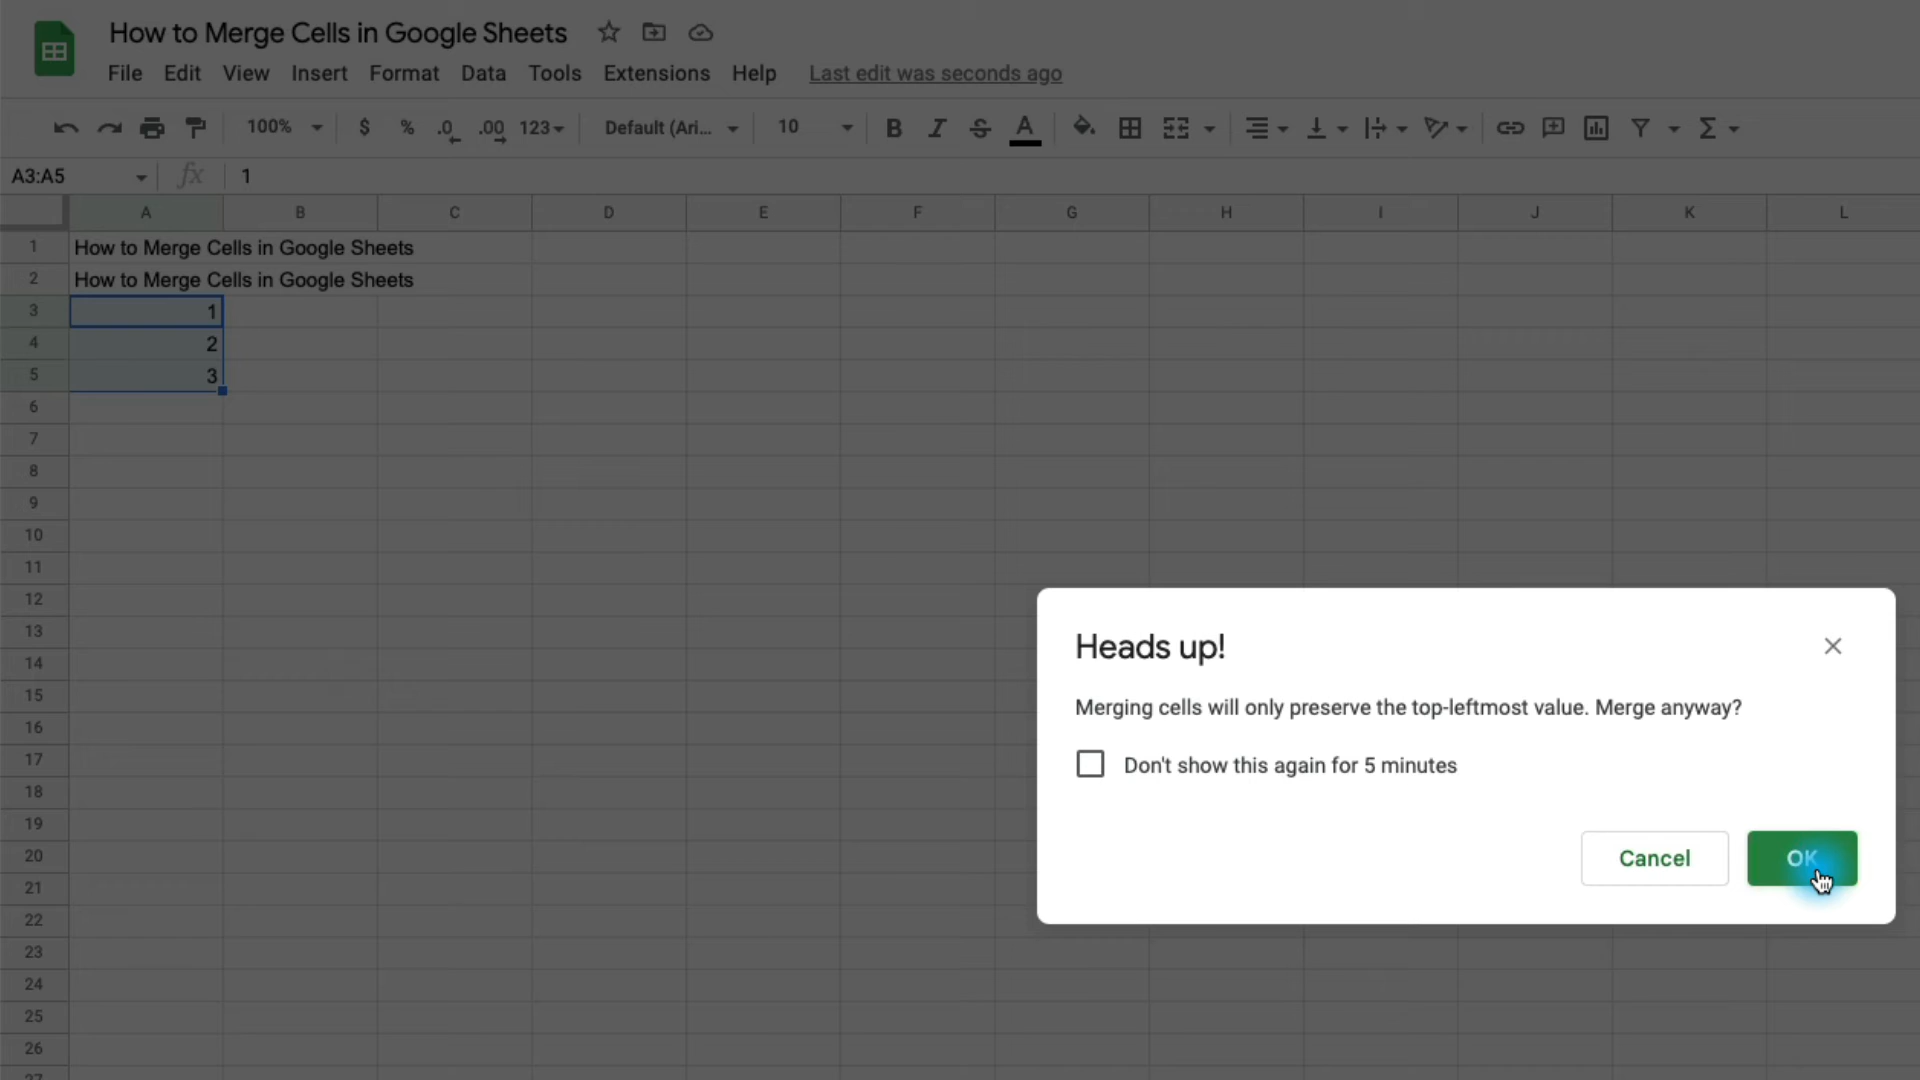 How to Merge Cells in Google Sheets
File Edit View Insert Format Data Tools Extensions Help Last edit was seconds ago
100% $ % .0 .00 123 Default (Ari... 10 B I S A
A3:A5 fx 1
A B C D E F G H I J K L
1 How to Merge Cells in Google Sheets
2 How to Merge Cells in Google Sheets
3 1
4 2
5 3
6
7
8
9
10
11
12
13
14
15
16
17
18
19
20
21
22
23
24
25
26
27
Heads up!
Merging cells will only preserve the top-leftmost value. Merge anyway?
Don't show this again for 5 minutes
Cancel OK